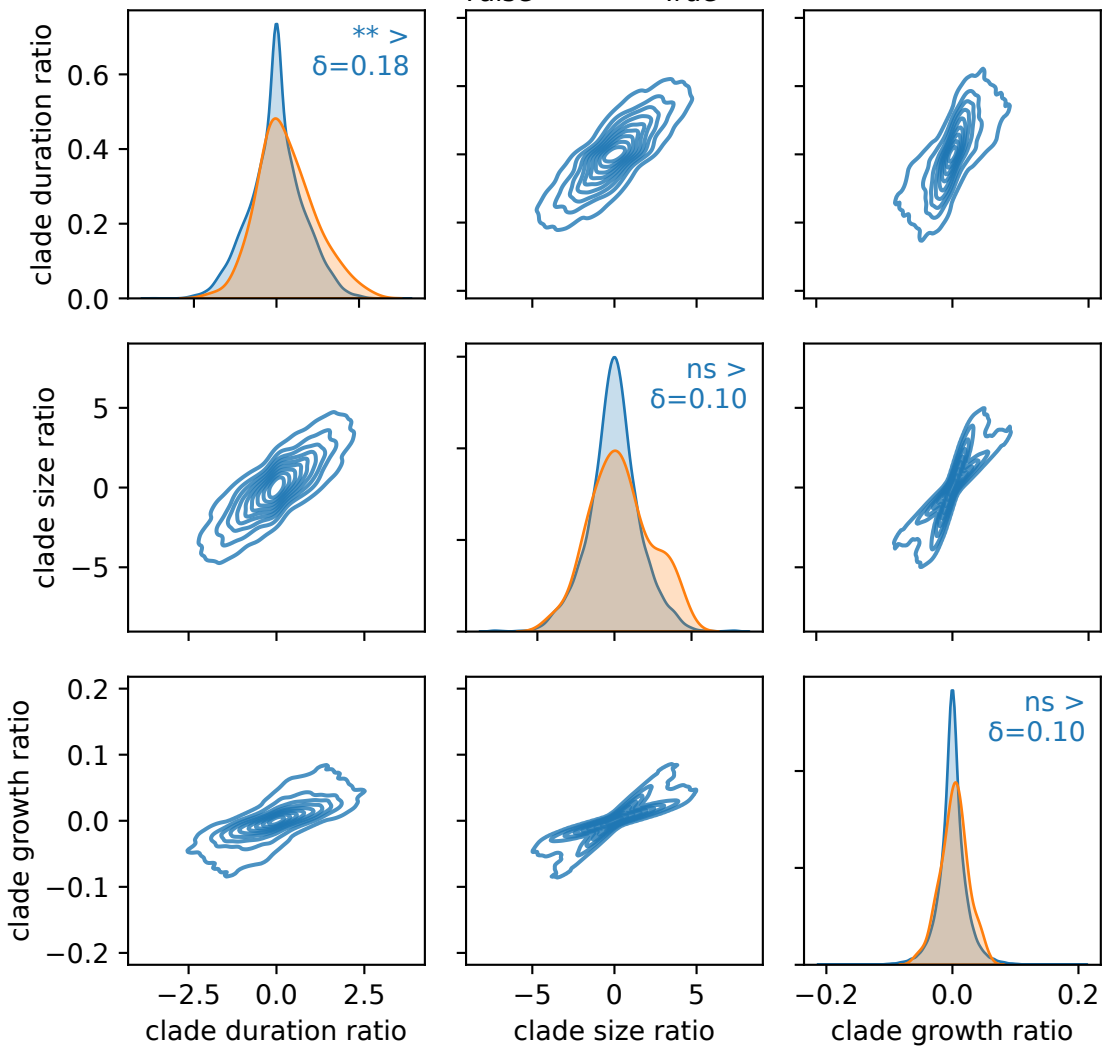 ** >
δ=0.18
clade duration ratio
0.6
0.4
0.2
0.0
ns >
δ=0.10
clade size ratio
5
0
−5
ns >
δ=0.10
clade growth ratio
0.2
0.1
0.0
−0.1
−0.2
−2.5 0.0 2.5
−5 0 5
−0.2 0.0 0.2
clade duration ratio
clade size ratio
clade growth ratio